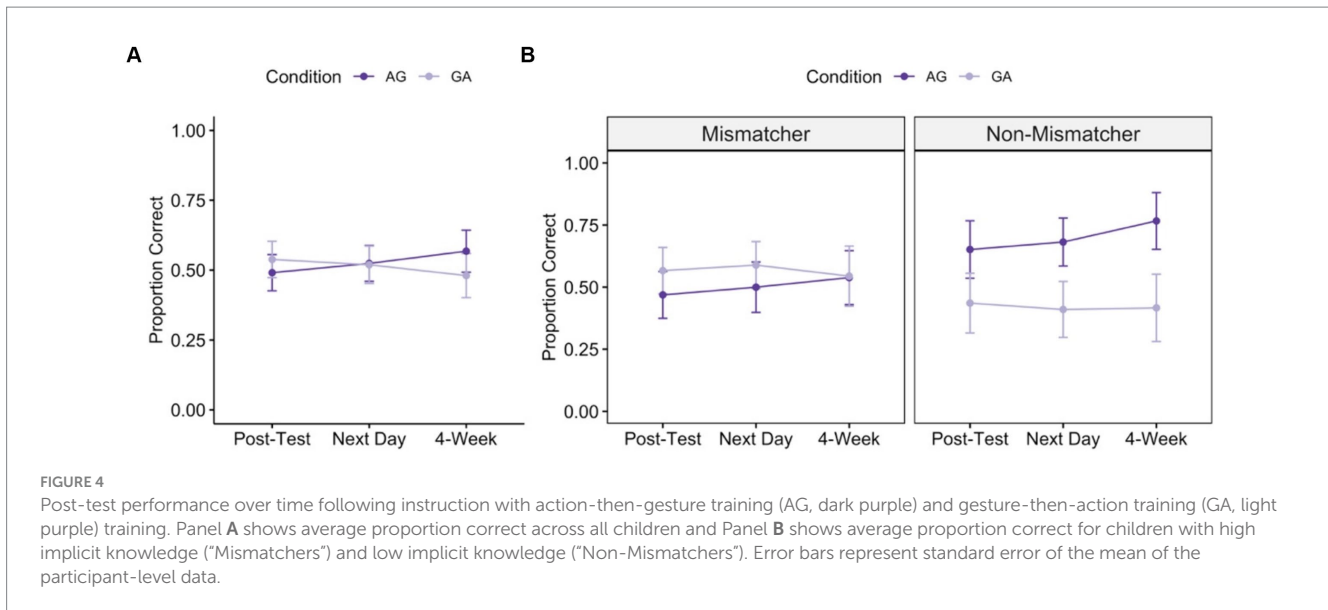 A
Condition AG GA
1.00
0.75
0.50
0.25
0.00
Proportion Correct
Post-Test Next Day 4-Week
B
Condition AG GA
Mismatcher Non-Mismatcher
1.00
0.75
0.50
0.25
0.00
Proportion Correct
Post-Test Next Day 4-Week Post-Test Next Day 4-Week
FIGURE 4
Post-test performance over time following instruction with action-then-gesture training (AG, dark purple) and gesture-then-action training (GA, light
purple) training. Panel A shows average proportion correct across all children and Panel B shows average proportion correct for children with high
implicit knowledge (“Mismatchers”) and low implicit knowledge (“Non-Mismatchers”). Error bars represent standard error of the mean of the
participant-level data.